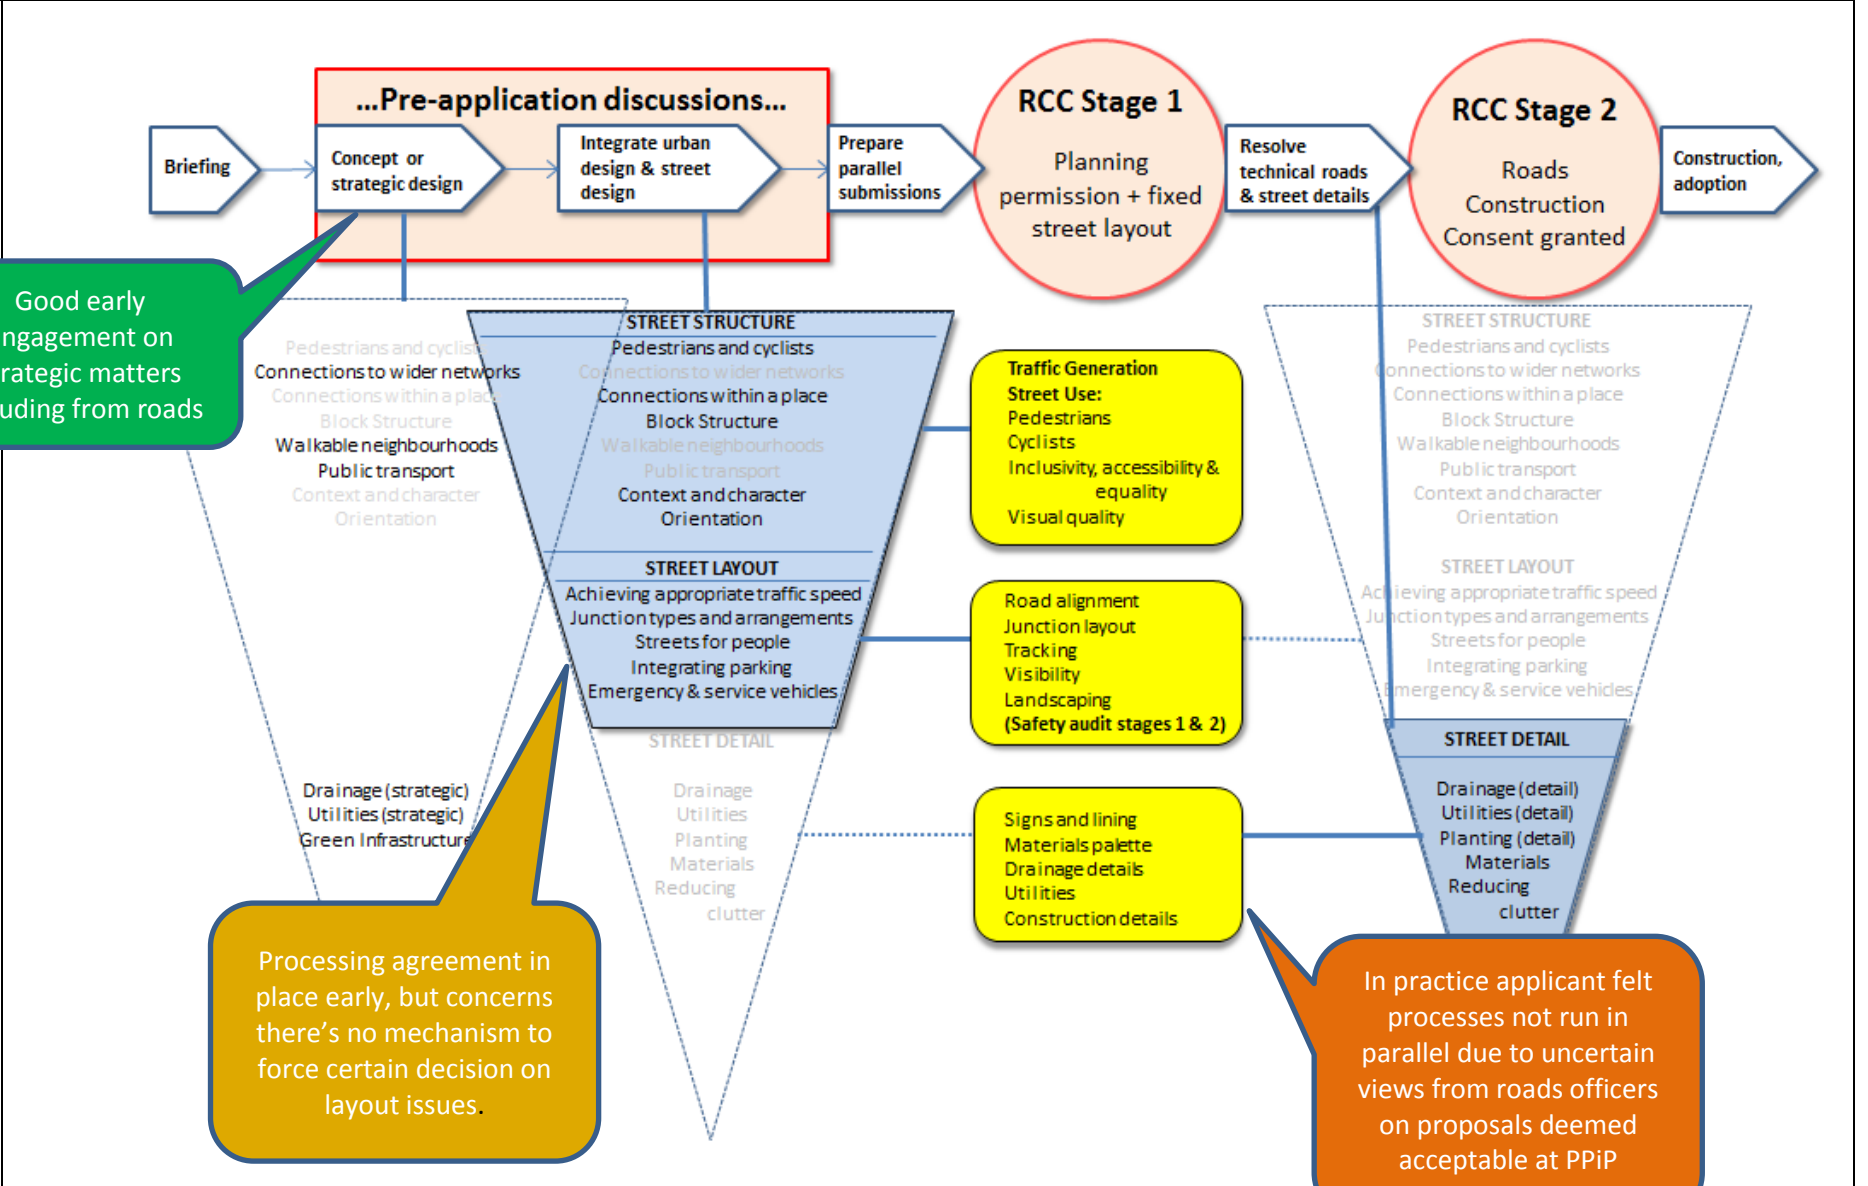 ...Pre-application discussions...
Briefing
Concept or
strategic design
Integrate urban
design & street
design
Prepare
parallel
submissions
RCC Stage 1
Planning
permission + fixed
street layout
Resolve
technical roads
& street details
RCC Stage 2
Roads
Construction
Consent granted
Construction,
adoption
Good early
ngagement on
rategic matters
uding from roads
Pedestrians and cyclist
Connections to wider networks
Connections within a place
Block Structure
Walkable neighbourhoods
Public transport
Context and character
Orientation
Drainage (strategic)
Utilities (strategic)
Green Infrastructure
STREET STRUCTURE
Pedestrians and cyclists
Connections to wider networks
Connections within a place
Block Structure
Walkable neighbourhoods
Public transport
Context and character
Orientation
STREET LAYOUT
Achieving appropriate traffic speed
Junction types and arrangements
Streets for people
Integrating parking
Emergency & service vehicles
STREET DETAIL
Drainage
Utilities
Planting
Materials
Reducing
clutter
Traffic Generation
Street Use:
Pedestrians
Cyclists
Inclusivity, accessibility &
equality
Visual quality
Road alignment
Junction layout
Tracking
Visibility
Landscaping
(Safety audit stages 1 & 2)
Signs and lining
Materials palette
Drainage details
Utilities
Construction details
STREET STRUCTURE
Pedestrians and cyclists
Connections to wider networks
Connections within a place
Block Structure
Walkable neighbourhoods
Public transport
Context and character
Orientation
STREET LAYOUT
Achieving appropriate traffic speed
Junction types and arrangements
Streets for people
Integrating parking
Emergency & service vehicles
STREET DETAIL
Drainage (detail)
Utilities (detail)
Planting (detail)
Materials
Reducing
clutter
Processing agreement in
place early, but concerns
there’s no mechanism to
force certain decision on
layout issues.
In practice applicant felt
processes not run in
parallel due to uncertain
views from roads officers
on proposals deemed
acceptable at PPiP